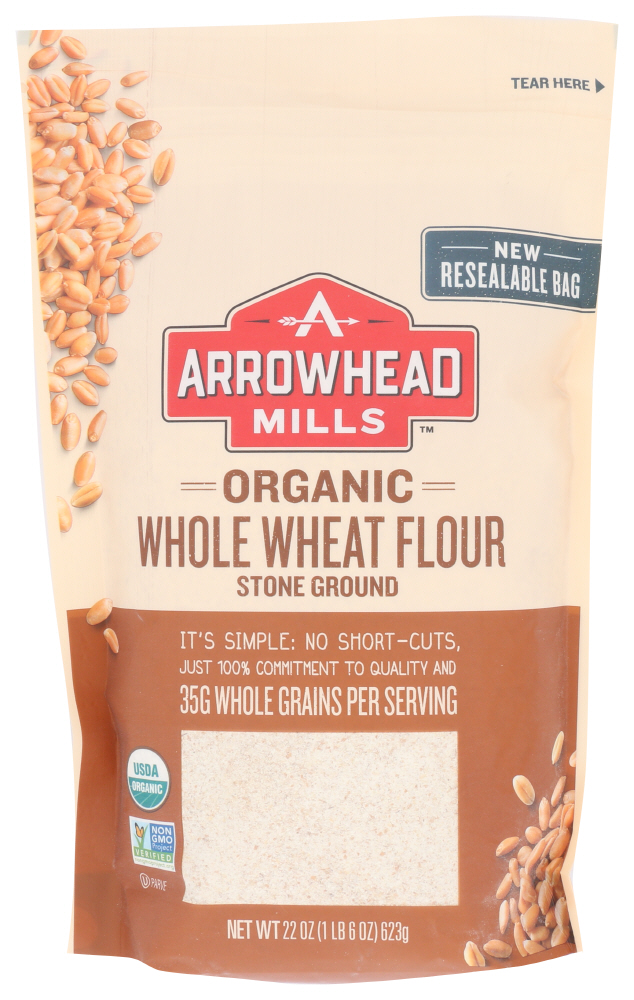 TEAR HERE
NEW
RESEALABLE BAG
A
ARROWHEAD
MILLS ™
ORGANIC
WHOLE WHEAT FLOUR
STONE GROUND
IT'S SIMPLE: NO SHORT-CUTS,
JUST 100% COMMITMENT TO QUALITY AND
35G WHOLE GRAINS PER SERVING
USDA
ORGANIC
NON
GMO
Project
VERIFIED
U PARVE
NET WT 22 OZ (1 LB 6 OZ) 623g